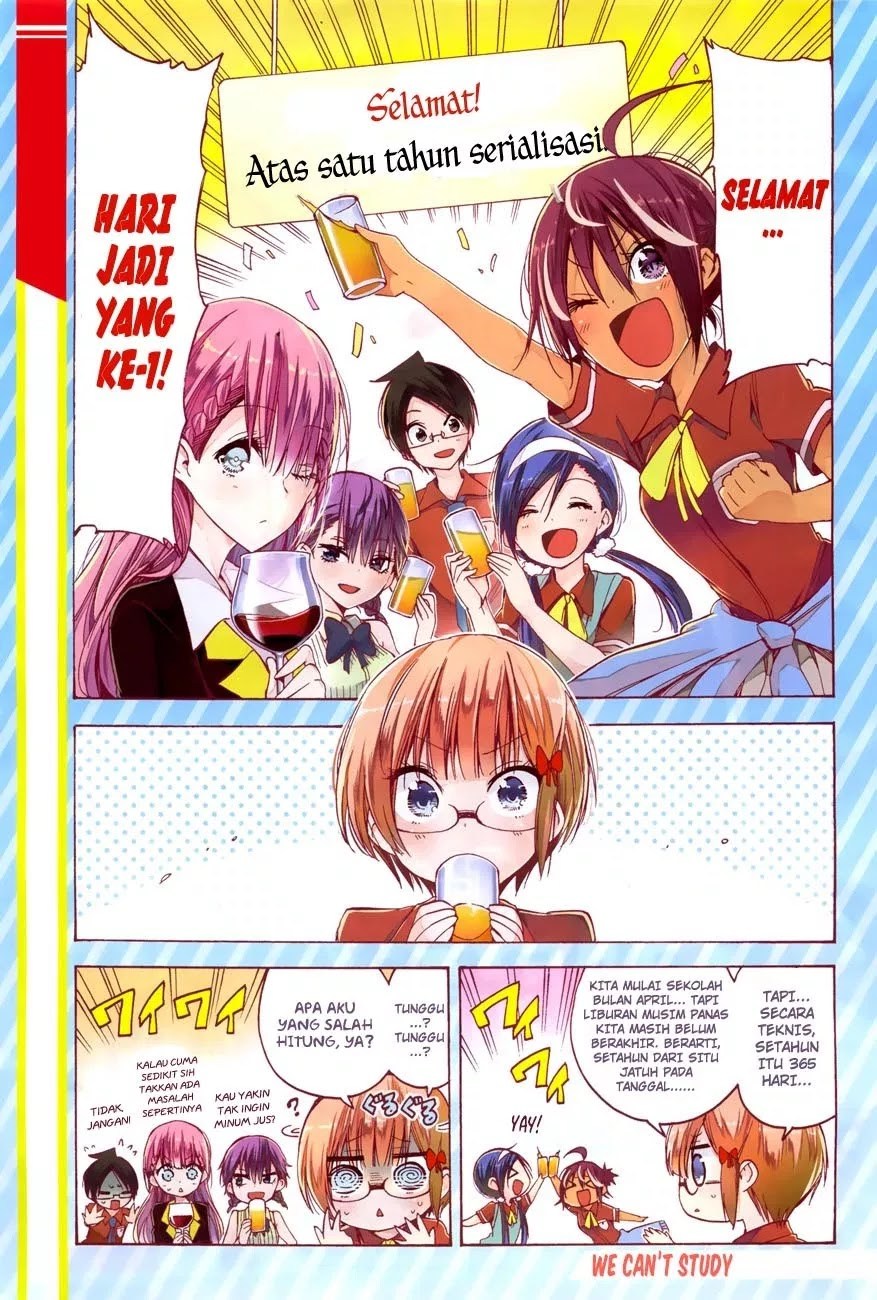 Selamat!
Atas satu tahun serialisasi.
SELAMAT
...
HARI
JADI
YANG
KE-1!
TAPI...
SECARA
TEKNIS,
SETAHUN
ITU 365
HARI...
KITA MULAI SEKOLAH
BULAN APRIL... TAPI
LIBURAN MUSIM PANAS
KITA MASIH BELUM
BERAKHIR. BERARTI,
SETAHUN DARI SITU
JATUH PADA
TANGGAL......
ワイ
ワイ
YAY!
TUNGGU
...?
TUNGGU
...?
APA AKU
YANG SALAH
HITUNG, YA?
ワイ
ワイ
ぐるぐる
?
KAU YAKIN
TAK INGIN
MINUM JUS?
KALAU CUMA
SEDIKIT SIH
TAKKAN ADA
MASALAH
SEPERTINYA
TIDAK,
JANGAN!
WE CAN'T STUDY